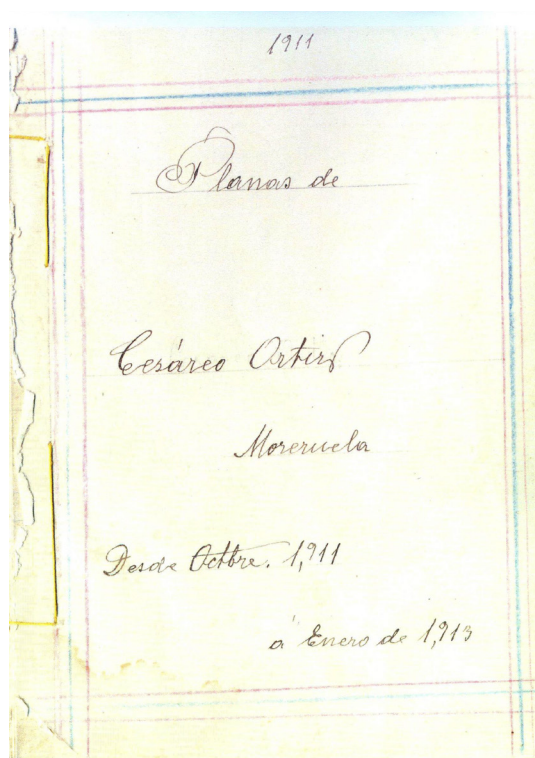 1911
Planas de
Cesáreo Ortiz
Moreruela
Desde Octbre. 1,911
á Enero de 1,913